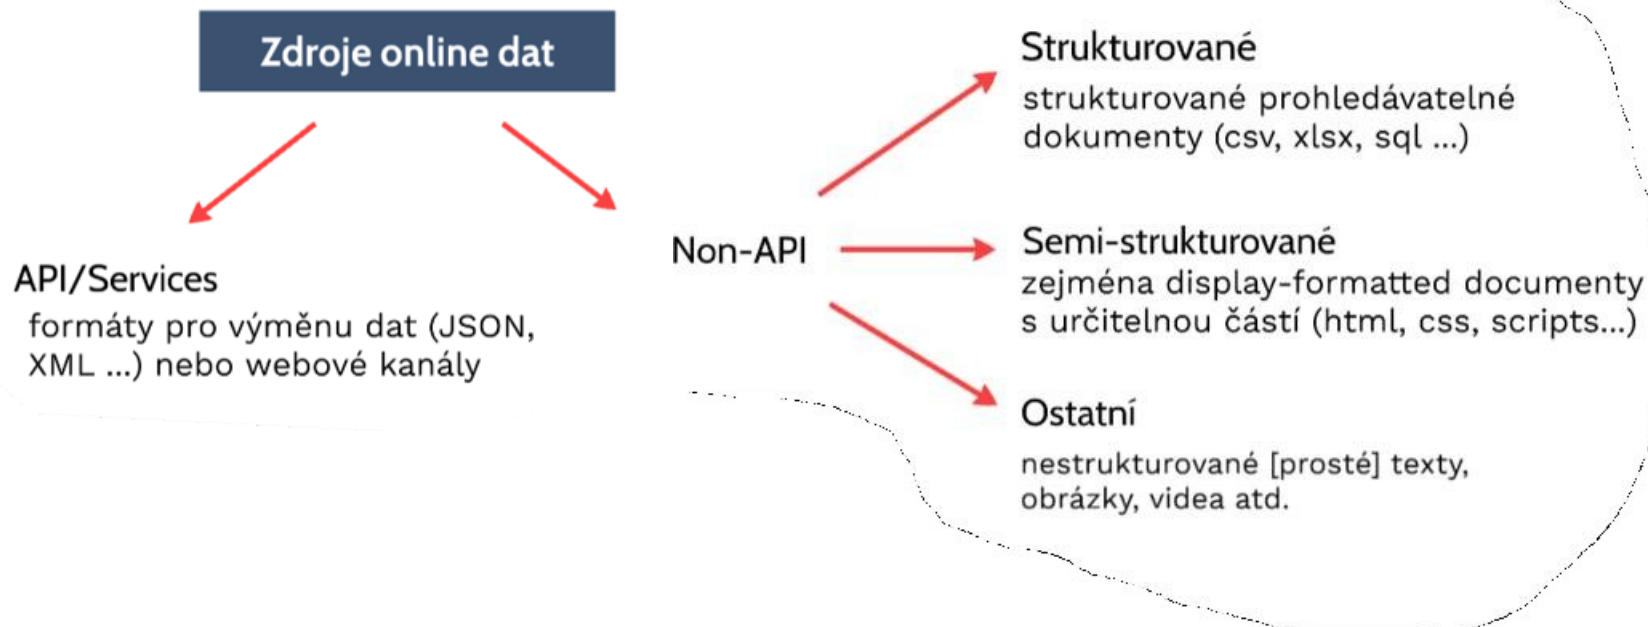 Zdroje online dat
API/Services
formáty pro výměnu dat (JSON,
XML ...) nebo webové kanály
Non-API
Strukturované
strukturované prohledávatelné
dokumenty (csv, xlsx, sql ...)
Semi-strukturované
zejména display-formatted documenty
s určitelnou částí (html, css, scripts...)
Ostatní
nestrukturované [prosté] texty,
obrázky, videa atd.